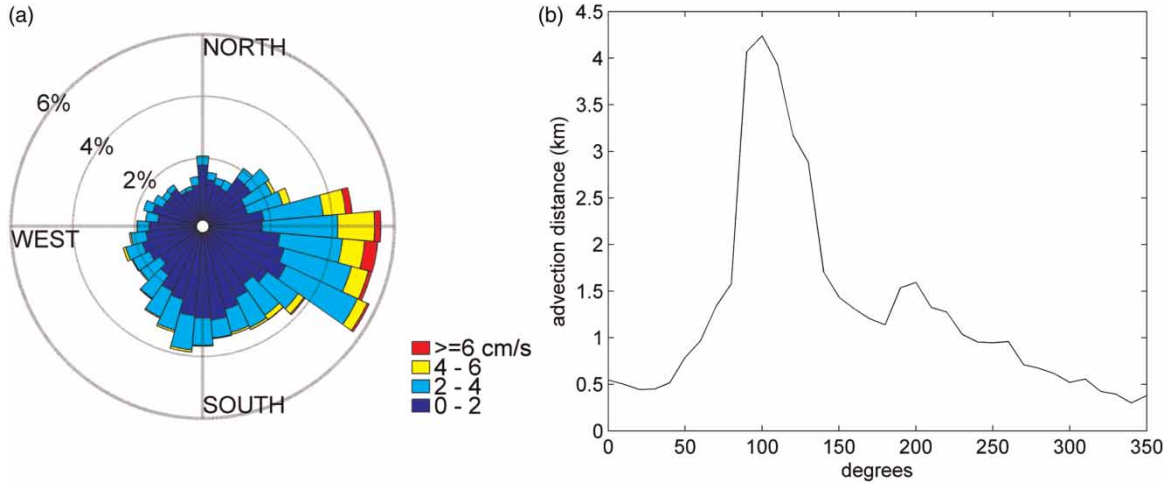 (a)
NORTH
6%
4%
2%
WEST
SOUTH
>=6 cm/s
4 - 6
2 - 4
0 - 2
(b)
4.5
4
3.5
3
2.5
2
1.5
1
0.5
0
advection distance (km)
0 50 100 150 200 250 300 350
degrees